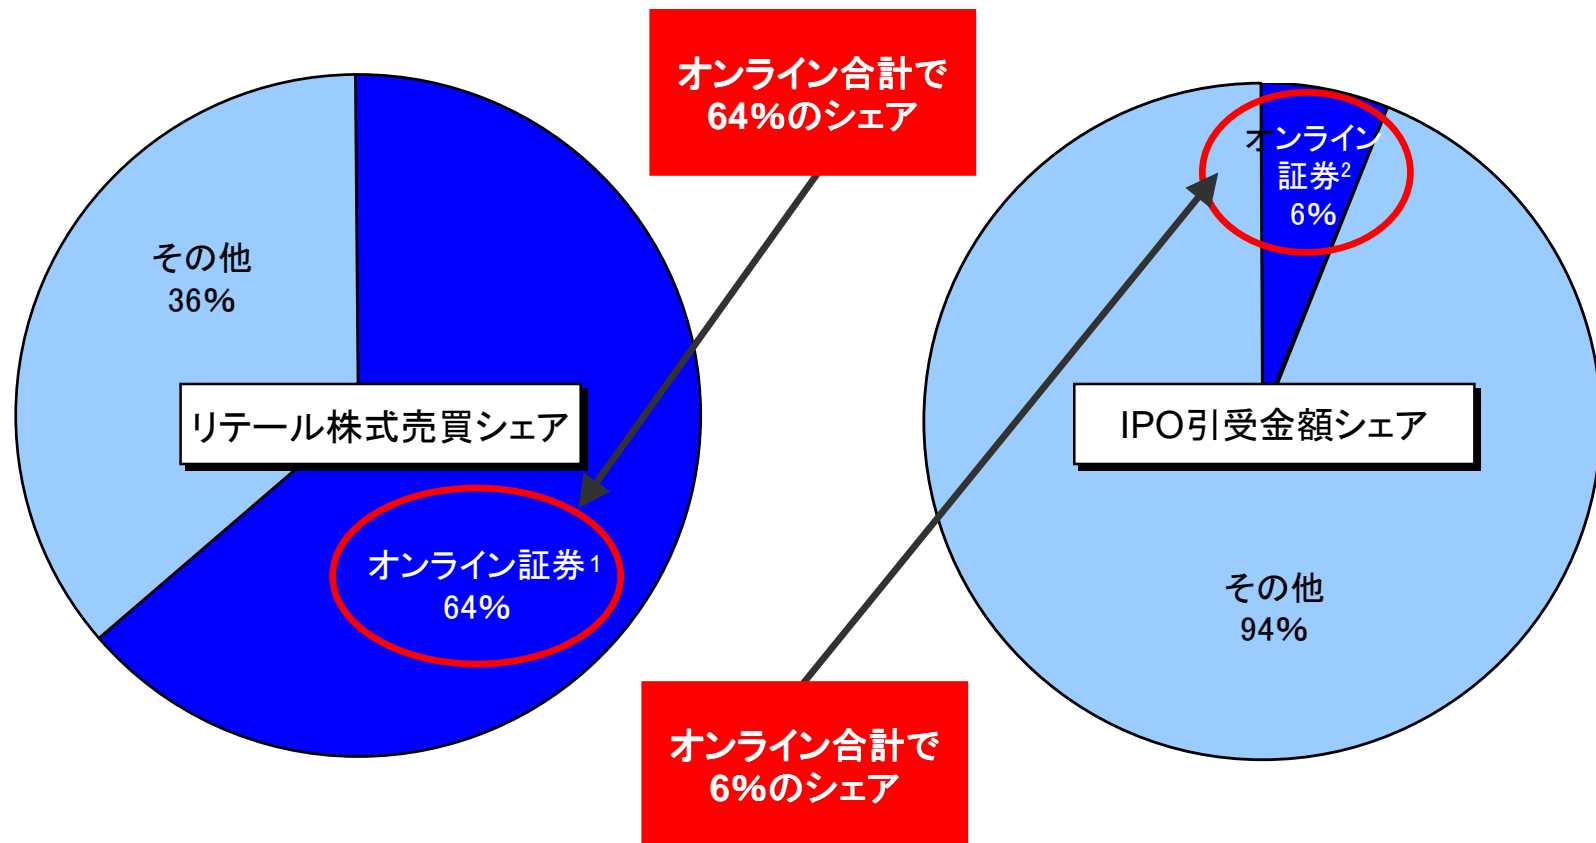 オンライン合計で
64%のシェア
その他
36%
リテール株式売買シェア
オンライン証券1
64%
オンライン
証券2
6%
IPO引受金額シェア
その他
94%
オンライン合計で
6%のシェア